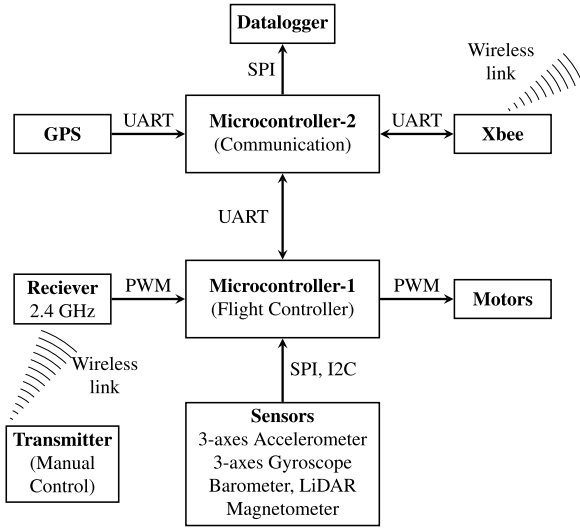 Datalogger
SPI
Wireless
link
GPS
UART
Microcontroller-2
(Communication)
UART
Xbee
UART
Reciever
2.4 GHz
PWM
Microcontroller-1
(Flight Controller)
PWM
Motors
Wireless
link
SPI, I2C
Transmitter
(Manual
Control)
Sensors
3-axes Accelerometer
3-axes Gyroscope
Barometer, LiDAR
Magnetometer